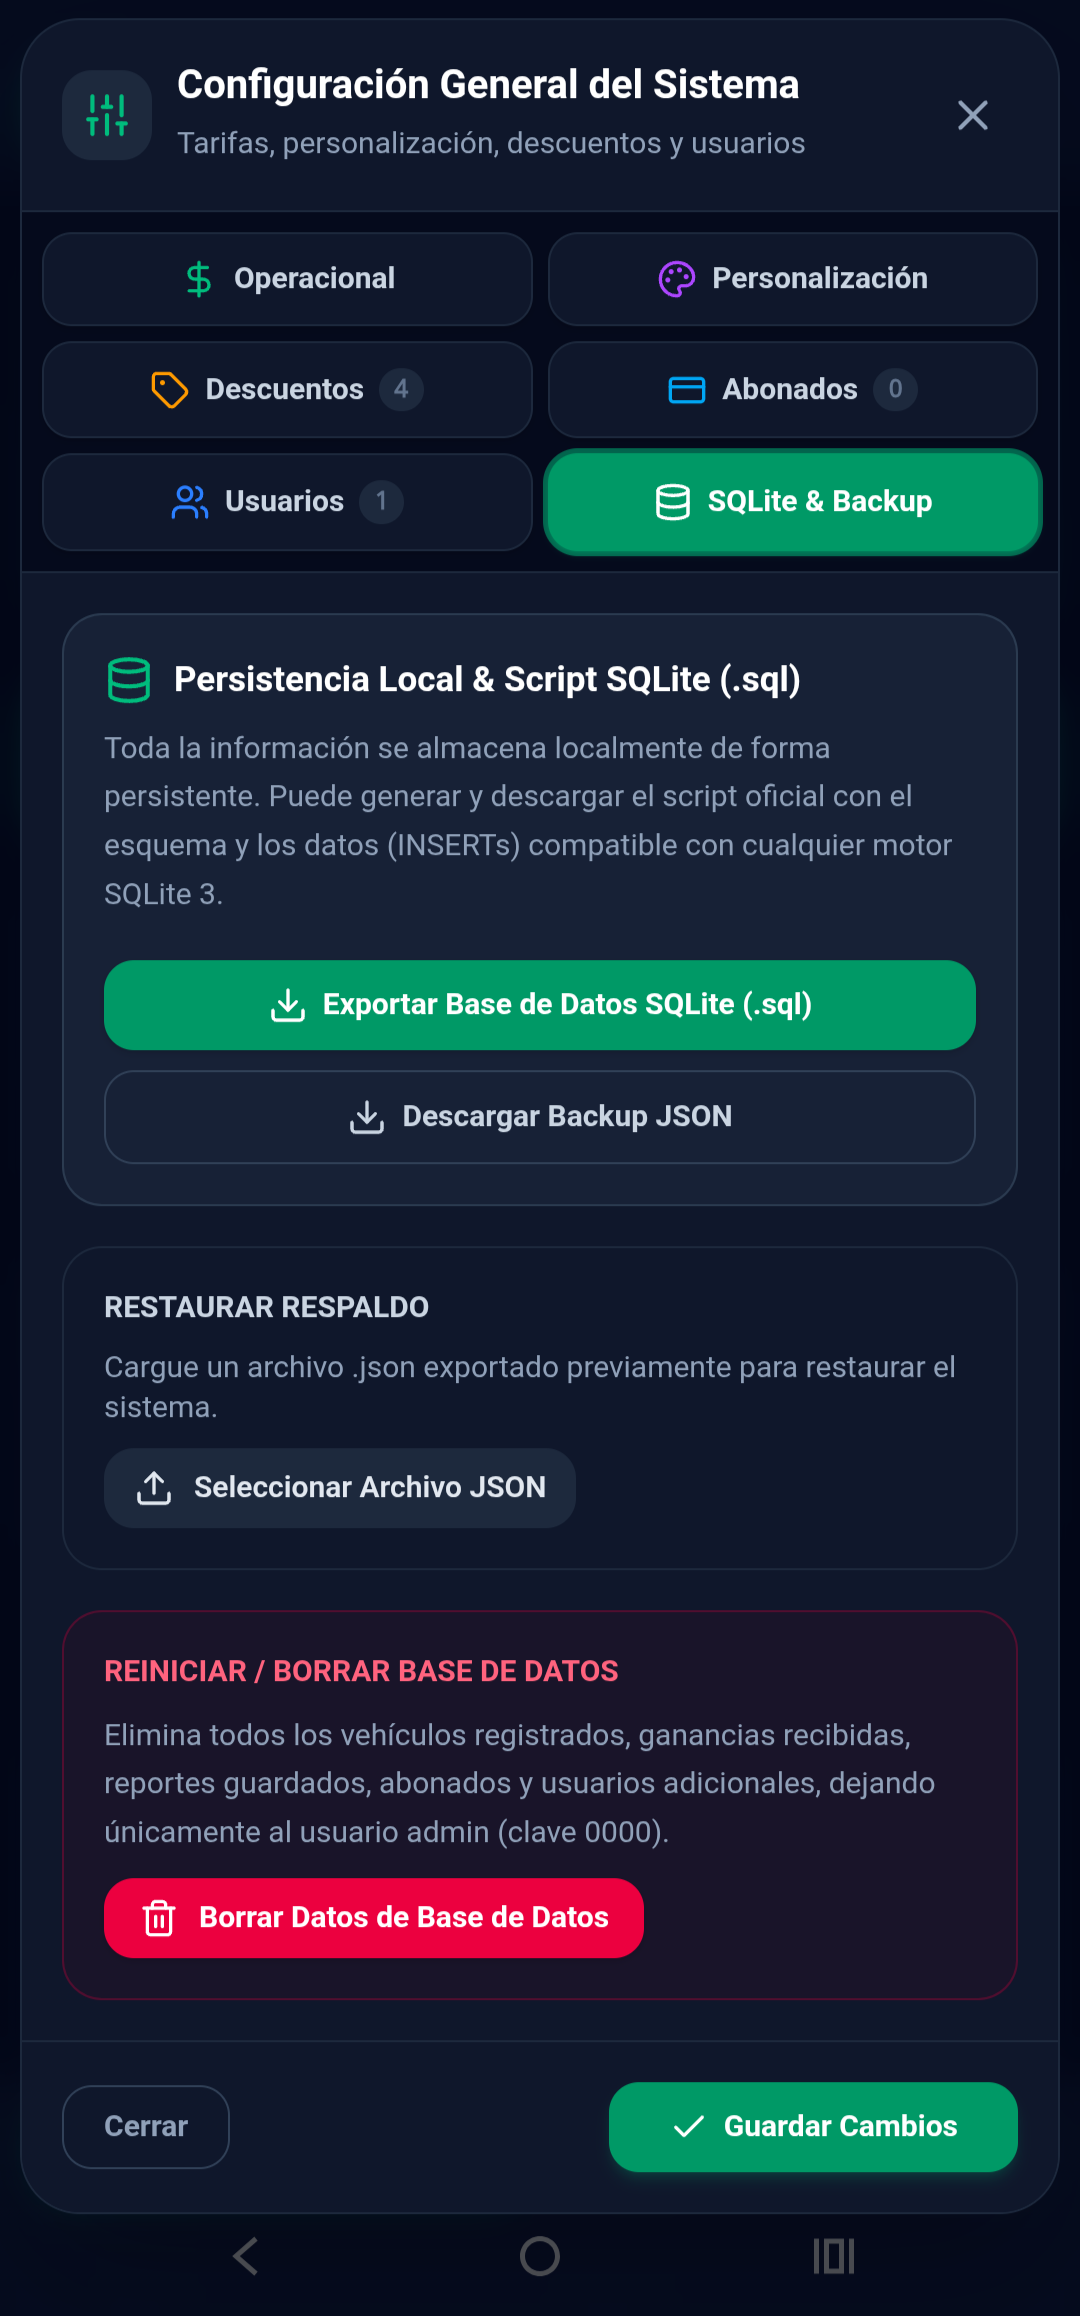 Configuración General del Sistema
Tarifas, personalización, descuentos y usuarios
Operacional
Personalización
Descuentos 4
Abonados 0
Usuarios 1
SQLite & Backup
Persistencia Local & Script SQLite (.sql)
Toda la información se almacena localmente de forma
persistente. Puede generar y descargar el script oficial con el
esquema y los datos (INSERTs) compatible con cualquier motor
SQLite 3.
Exportar Base de Datos SQLite (.sql)
Descargar Backup JSON
RESTAURAR RESPALDO
Cargue un archivo .json exportado previamente para restaurar el
sistema.
Seleccionar Archivo JSON
REINICIAR / BORRAR BASE DE DATOS
Elimina todos los vehículos registrados, ganancias recibidas,
reportes guardados, abonados y usuarios adicionales, dejando
únicamente al usuario admin (clave 0000).
Borrar Datos de Base de Datos
Cerrar
Guardar Cambios